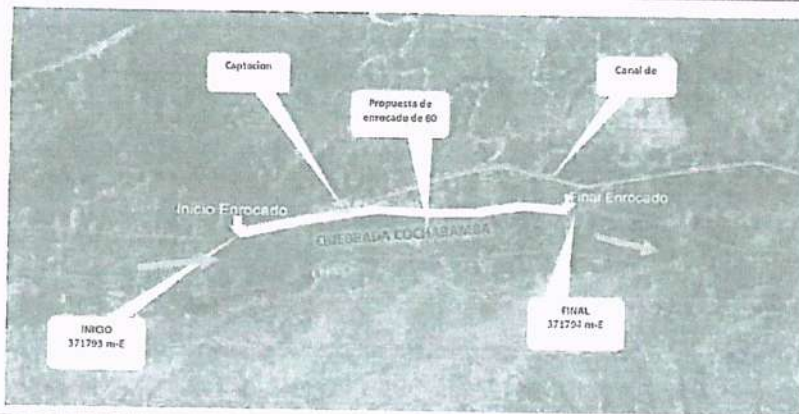 Captacion
Canal de
Propuesta de
enrocado de 60
Inicio Enrocado
Final Enrocado
QUEBRADA COCHABAMBA
INICIO
371793 m-E
FINAL
371794 m-E